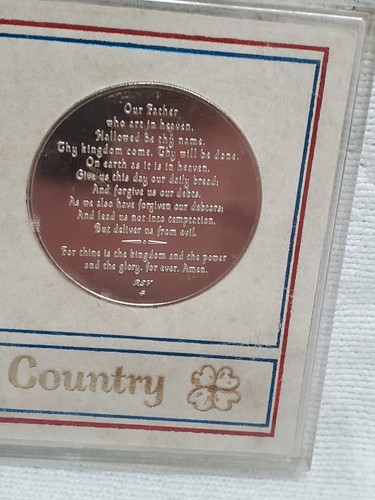 Our Father
who art in heaven,
Hallowed be thy name,
Thy kingdom come, Thy will be done,
On earth as it is in heaven.
Give us this day our daily bread;
And forgive us our debts,
As we also have forgiven our debtors;
And lead us not into temptation,
But deliver us from evil.
For thine is the kingdom and the power
and the glory, for ever. Amen.
RSV
Country